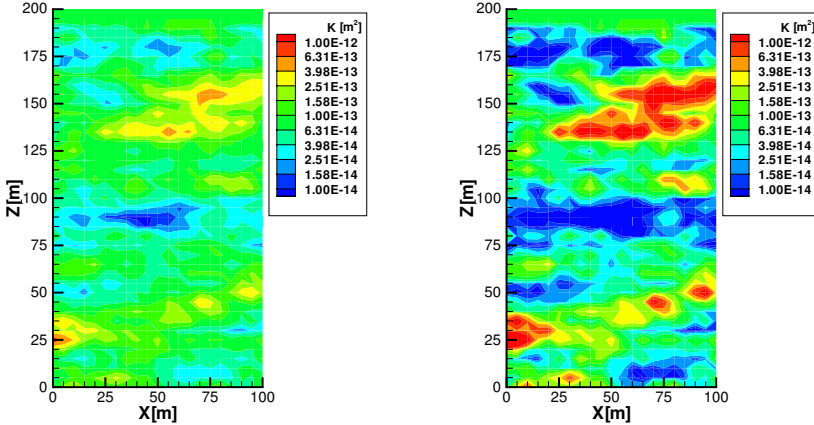 K [m²]
1.00E-12
6.31E-13
3.98E-13
2.51E-13
1.58E-13
1.00E-13
6.31E-14
3.98E-14
2.51E-14
1.58E-14
1.00E-14
200
175
150
125
100
75
50
25
0
Z[m]
0 25 50 75 100
X[m]
K [m²]
1.00E-12
6.31E-13
3.98E-13
2.51E-13
1.58E-13
1.00E-13
6.31E-14
3.98E-14
2.51E-14
1.58E-14
1.00E-14
200
175
150
125
100
75
50
25
0
Z[m]
0 25 50 75 100
X[m]